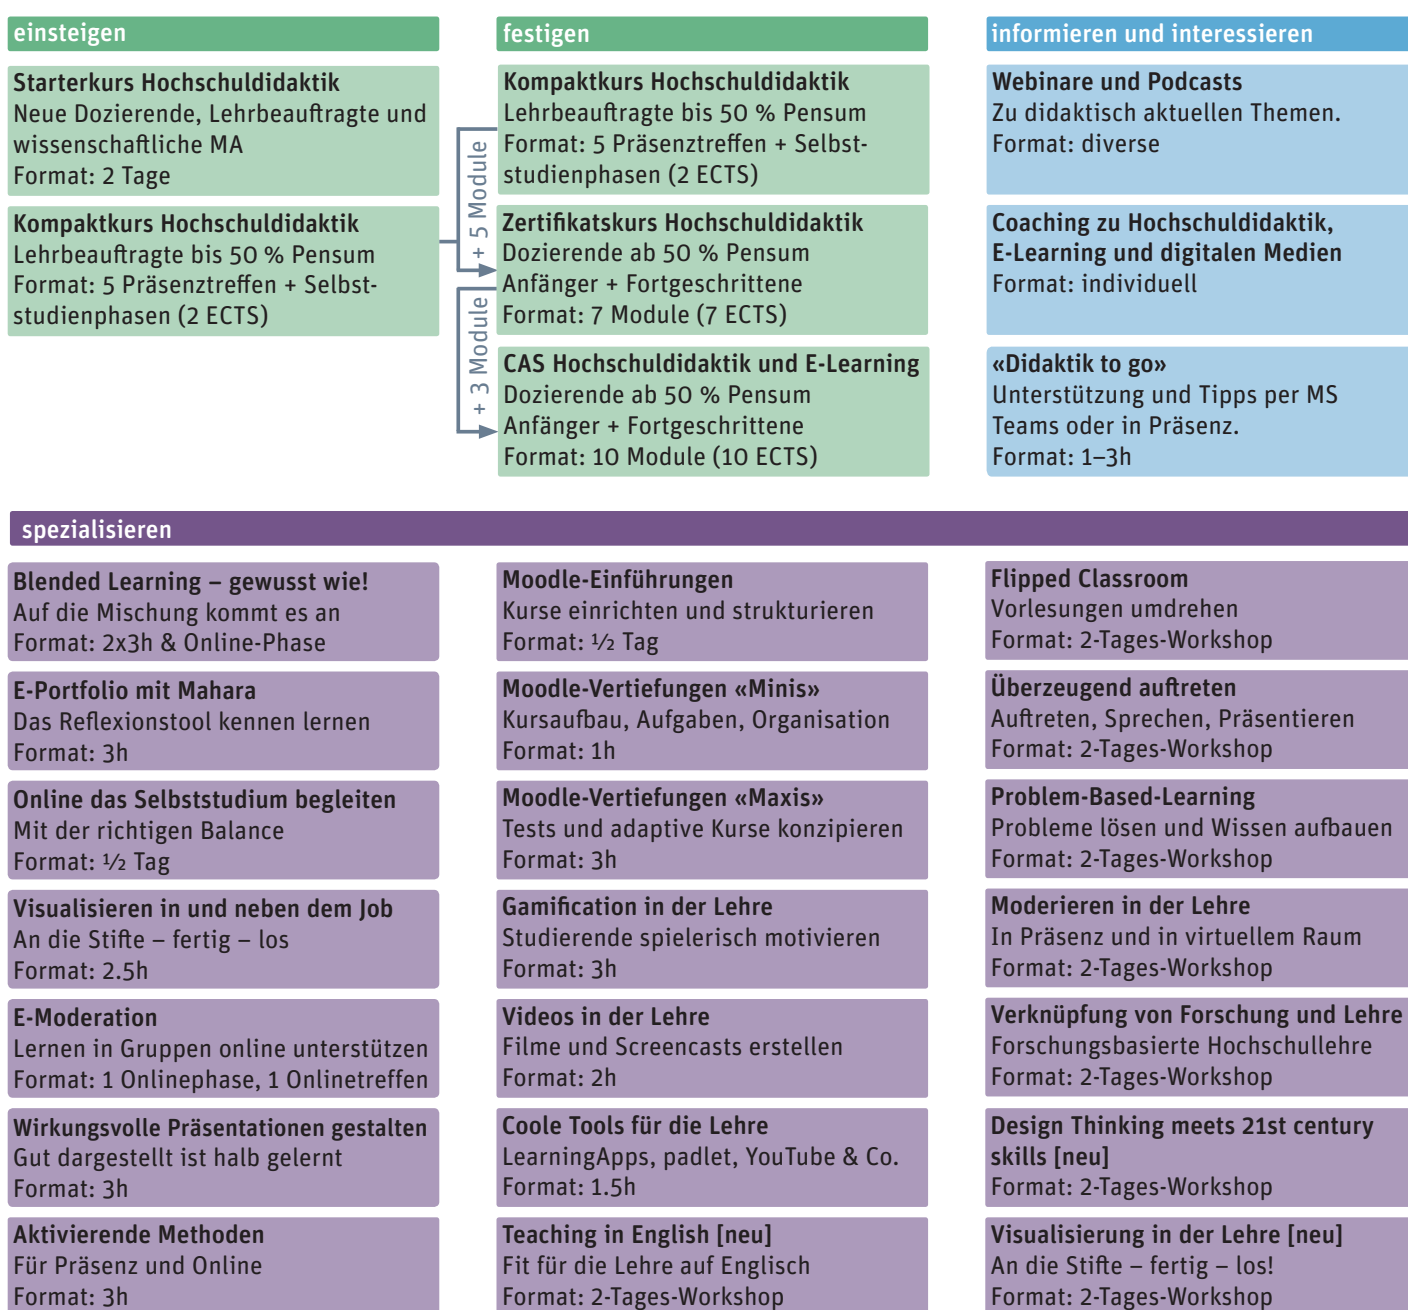 einsteigen
Starterkurs Hochschuldidaktik
Neue Dozierende, Lehrbeauftragte und
wissenschaftliche MA
Format: 2 Tage
Kompaktkurs Hochschuldidaktik
Lehrbeauftragte bis 50 % Pensum
Format: 5 Präsenztreffen + Selbst-
studienphasen (2 ECTS)
festigen
Kompaktkurs Hochschuldidaktik
Lehrbeauftragte bis 50 % Pensum
Format: 5 Präsenztreffen + Selbst-
studienphasen (2 ECTS)
+ 5 Module
Zertifikatskurs Hochschuldidaktik
Dozierende ab 50 % Pensum
Anfänger + Fortgeschrittene
Format: 7 Module (7 ECTS)
+ 3 Module
CAS Hochschuldidaktik und E-Learning
Dozierende ab 50 % Pensum
Anfänger + Fortgeschrittene
Format: 10 Module (10 ECTS)
informieren und interessieren
Webinare und Podcasts
Zu didaktisch aktuellen Themen.
Format: diverse
Coaching zu Hochschuldidaktik,
E-Learning und digitalen Medien
Format: individuell
«Didaktik to go»
Unterstützung und Tipps per MS
Teams oder in Präsenz.
Format: 1–3h
spezialisieren
Blended Learning – gewusst wie!
Auf die Mischung kommt es an
Format: 2x3h & Online-Phase
E-Portfolio mit Mahara
Das Reflexionstool kennen lernen
Format: 3h
Online das Selbststudium begleiten
Mit der richtigen Balance
Format: ½ Tag
Visualisieren in und neben dem Job
An die Stifte – fertig – los
Format: 2.5h
E-Moderation
Lernen in Gruppen online unterstützen
Format: 1 Onlinephase, 1 Onlinetreffen
Wirkungsvolle Präsentationen gestalten
Gut dargestellt ist halb gelernt
Format: 3h
Aktivierende Methoden
Für Präsenz und Online
Format: 3h
Moodle-Einführungen
Kurse einrichten und strukturieren
Format: ½ Tag
Moodle-Vertiefungen «Minis»
Kursaufbau, Aufgaben, Organisation
Format: 1h
Moodle-Vertiefungen «Maxis»
Tests und adaptive Kurse konzipieren
Format: 3h
Gamification in der Lehre
Studierende spielerisch motivieren
Format: 3h
Videos in der Lehre
Filme und Screencasts erstellen
Format: 2h
Coole Tools für die Lehre
LearningApps, padlet, YouTube & Co.
Format: 1.5h
Teaching in English [neu]
Fit für die Lehre auf Englisch
Format: 2-Tages-Workshop
Flipped Classroom
Vorlesungen umdrehen
Format: 2-Tages-Workshop
Überzeugend auftreten
Auftreten, Sprechen, Präsentieren
Format: 2-Tages-Workshop
Problem-Based-Learning
Probleme lösen und Wissen aufbauen
Format: 2-Tages-Workshop
Moderieren in der Lehre
In Präsenz und in virtuellem Raum
Format: 2-Tages-Workshop
Verknüpfung von Forschung und Lehre
Forschungsbasierte Hochschullehre
Format: 2-Tages-Workshop
Design Thinking meets 21st century
skills [neu]
Format: 2-Tages-Workshop
Visualisierung in der Lehre [neu]
An die Stifte – fertig – los!
Format: 2-Tages-Workshop